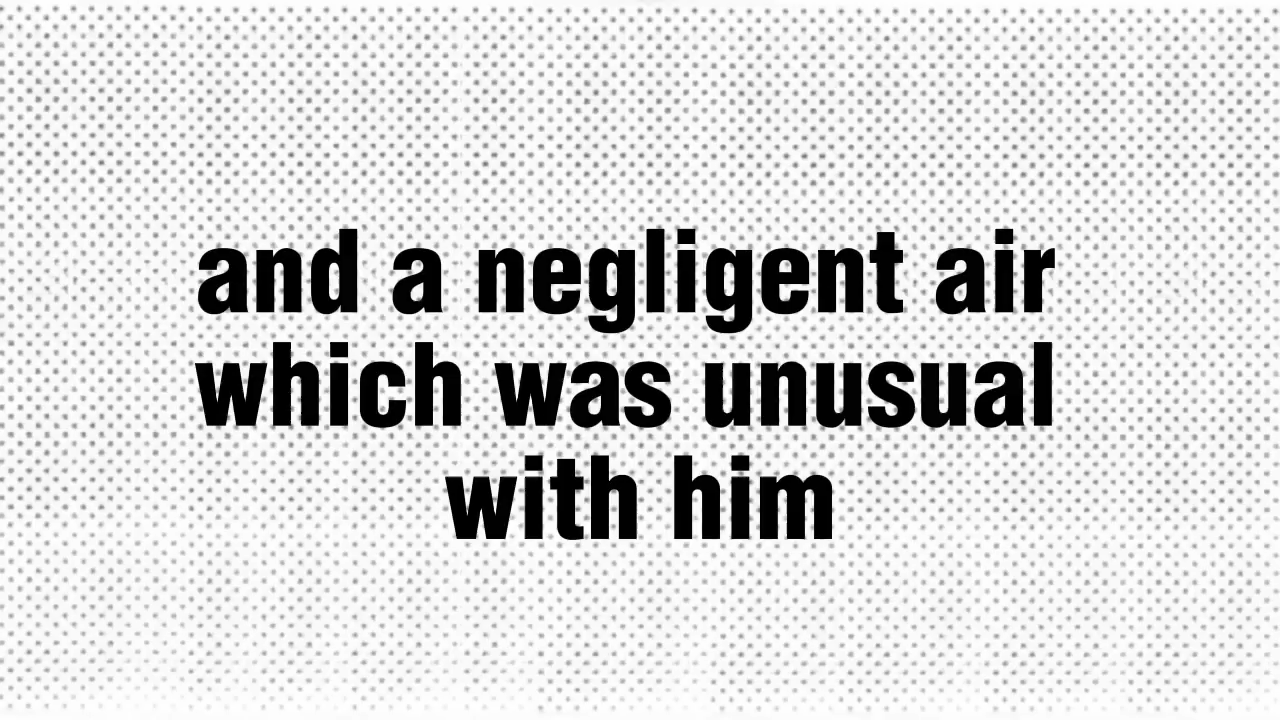 and a negligent air
which was unusual
with him